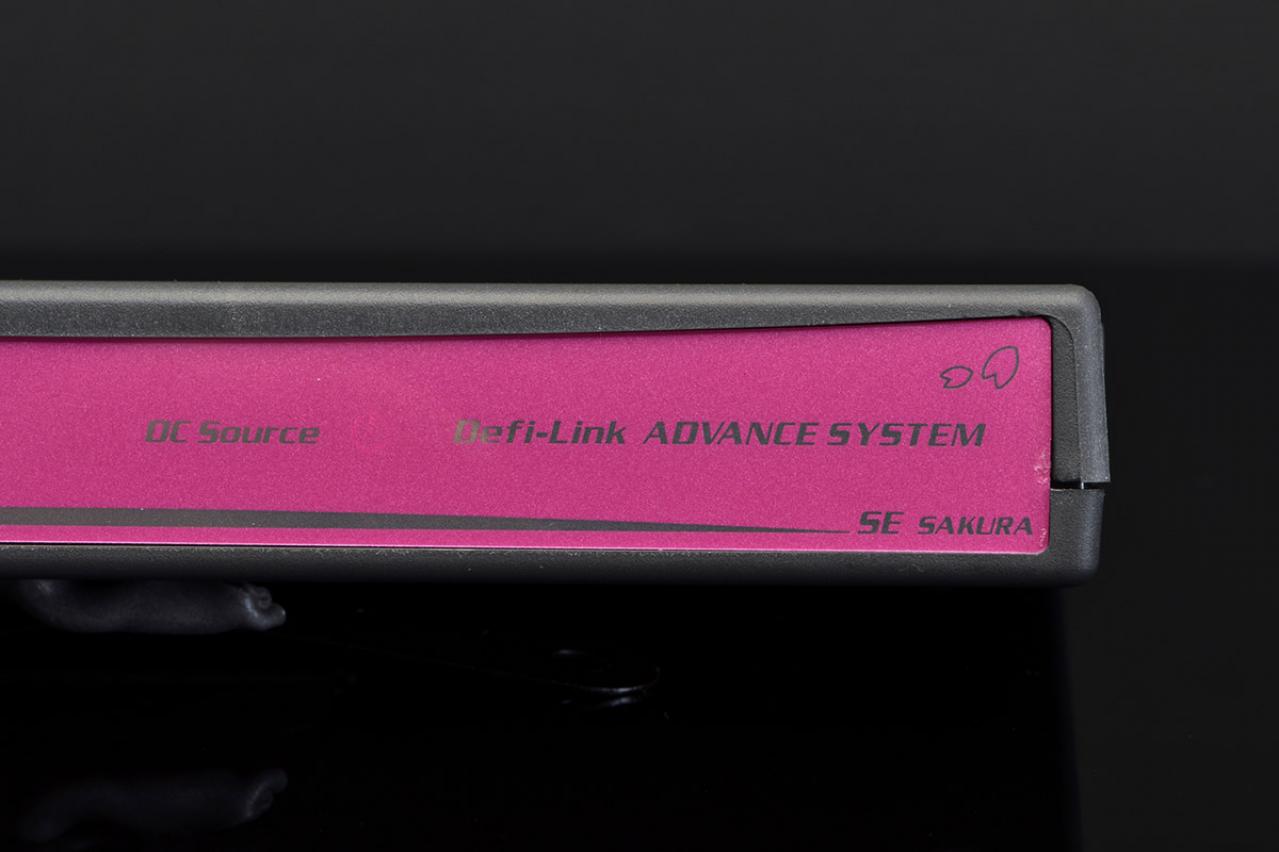 DC Source Defi-Link ADVANCE SYSTEM
SE SAKURA